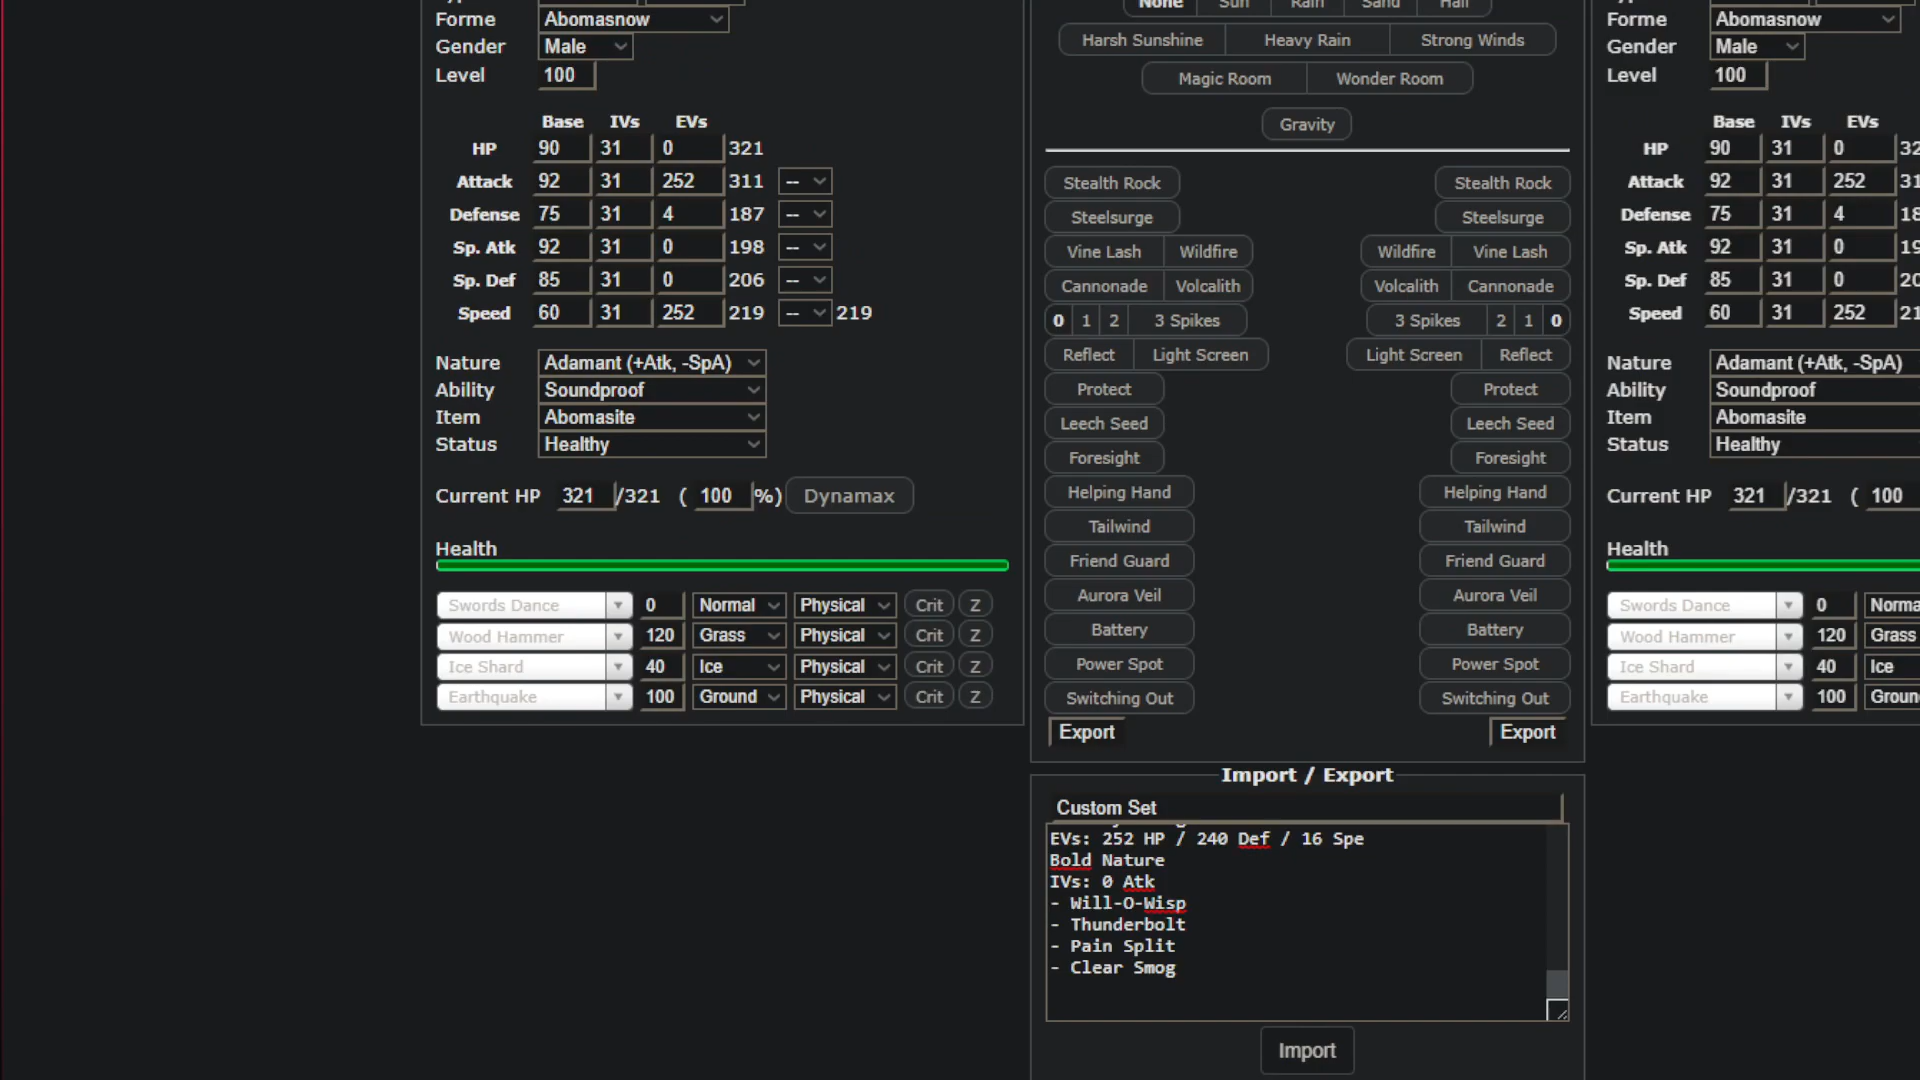 Forme Abomasnow
Gender Male
Level 100
Base IVs EVs
HP 90 31 0 321
Attack 92 31 252 311 --
Defense 75 31 4 187 --
Sp. Atk 92 31 0 198 --
Sp. Def 85 31 0 206 --
Speed 60 31 252 219 -- 219
Nature Adamant (+Atk, -SpA)
Ability Soundproof
Item Abomasite
Status Healthy
Current HP 321 /321 ( 100 %) Dynamax
Health
Swords Dance 0 Normal Physical Crit Z
Wood Hammer 120 Grass Physical Crit Z
Ice Shard 40 Ice Physical Crit Z
Earthquake 100 Ground Physical Crit Z
None Sun Rain Sand Hail
Harsh Sunshine Heavy Rain Strong Winds
Magic Room Wonder Room
Gravity
Stealth Rock Stealth Rock
Steelsurge Steelsurge
Vine Lash Wildfire Wildfire Vine Lash
Cannonade Volcalith Volcalith Cannonade
0 1 2 3 Spikes 3 Spikes 2 1 0
Reflect Light Screen Light Screen Reflect
Protect Protect
Leech Seed Leech Seed
Foresight Foresight
Helping Hand Helping Hand
Tailwind Tailwind
Friend Guard Friend Guard
Aurora Veil Aurora Veil
Battery Battery
Power Spot Power Spot
Switching Out Switching Out
Export Export
Import / Export
Custom Set
EVs: 252 HP / 240 Def / 16 Spe
Bold Nature
IVs: 0 Atk
- Will-O-Wisp
- Thunderbolt
- Pain Split
- Clear Smog
Import
Forme Abomasnow
Gender Male
Level 100
Base IVs EVs
HP 90 31 0 32
Attack 92 31 252 31
Defense 75 31 4 18
Sp. Atk 92 31 0 19
Sp. Def 85 31 0 20
Speed 60 31 252 21
Nature Adamant (+Atk, -SpA)
Ability Soundproof
Item Abomasite
Status Healthy
Current HP 321 /321 ( 100
Health
Swords Dance 0 Norma
Wood Hammer 120 Grass
Ice Shard 40 Ice
Earthquake 100 Groun